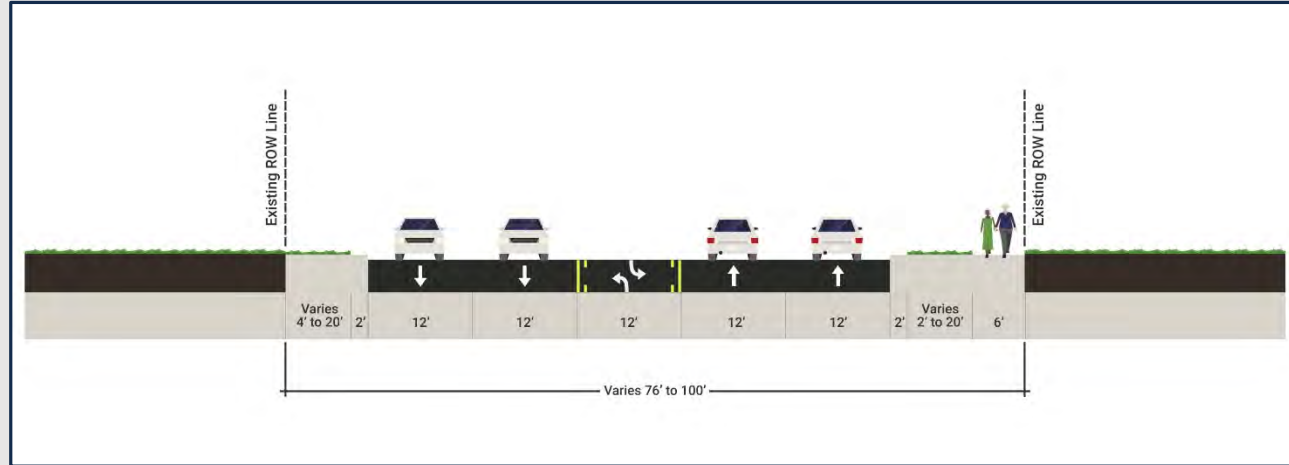 Existing ROW Line
Existing ROW Line
Varies
4' to 20'
2'
12'
12'
12'
12'
12'
2'
Varies
2' to 20'
6'
Varies 76' to 100'